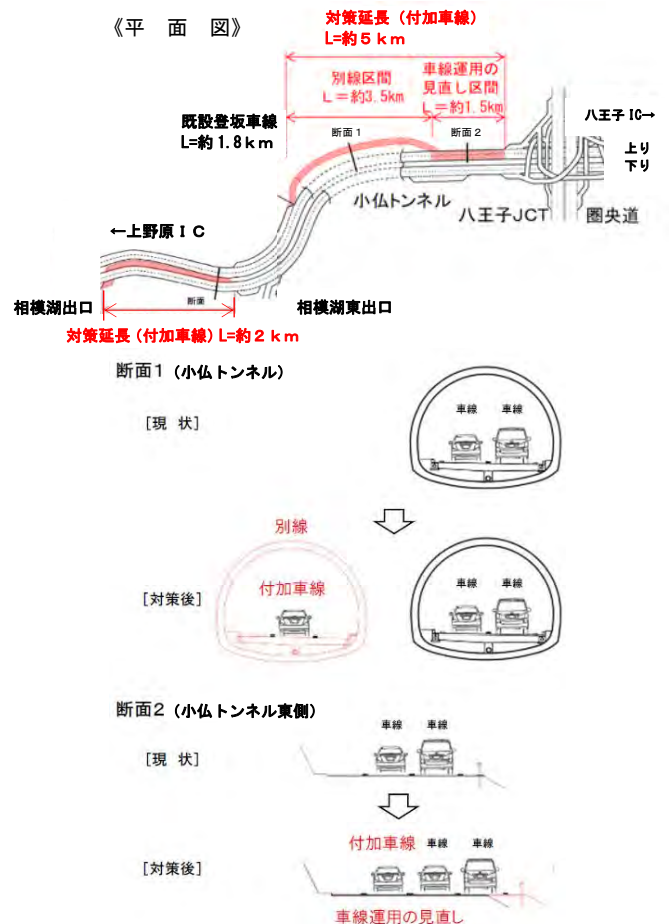 《平 面 図》
対策延長（付加車線）
L=約５ｋｍ
別線区間
Ｌ＝約3.5km
車線運用の
見直し区間
Ｌ＝約1.5km
既設登坂車線
L=約 1.8ｋｍ
断面１
断面２
八王子 IC→
上り
下り
小仏トンネル
八王子JCT
圏央道
←上野原ＩＣ
断面
相模湖出口
相模湖東出口
対策延長（付加車線）L=約２ｋｍ
断面1（小仏トンネル）
［現 状］
車線
車線
別線
付加車線
［対策後］
車線
車線
断面2（小仏トンネル東側）
車線
車線
［現 状］
付加車線
車線
車線
［対策後］
車線運用の見直し